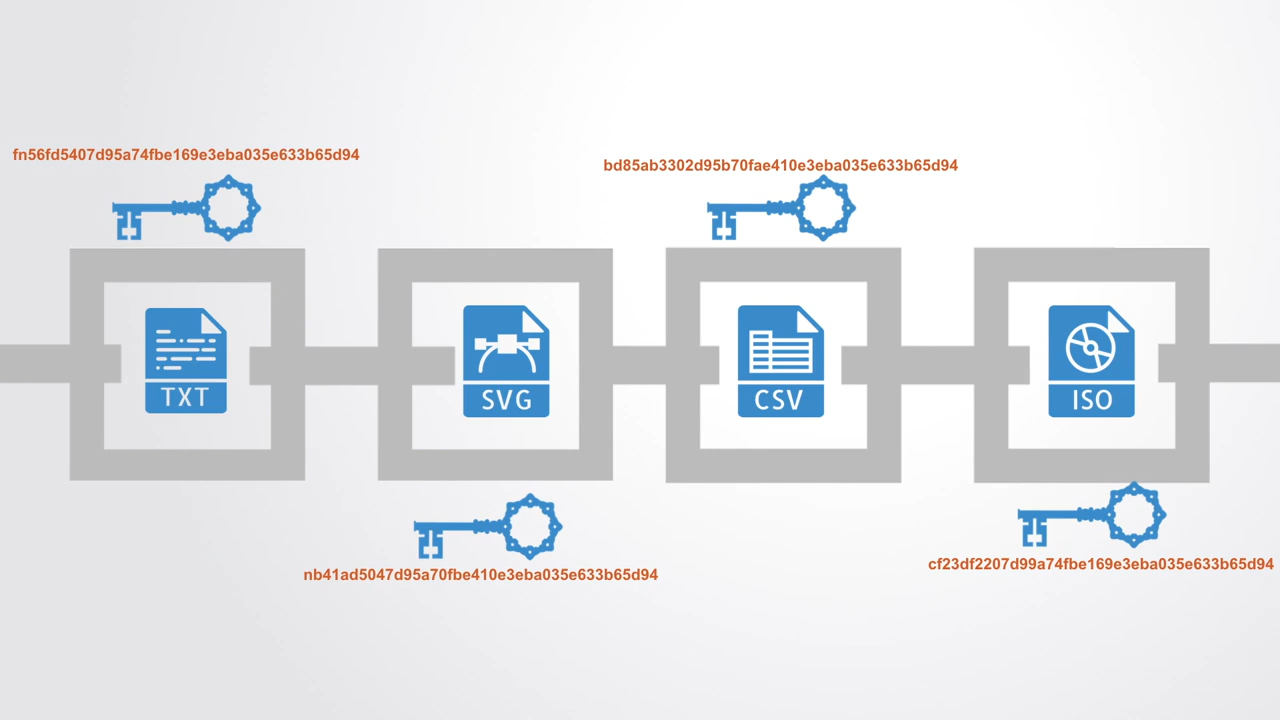 fn56fd5407d95a74fbe169e3eba035e633b65d94
bd85ab3302d95b70fae410e3eba035e633b65d94
TXT
SVG
CSV
ISO
nb41ad5047d95a70fbe410e3eba035e633b65d94
cf23df2207d99a74fbe169e3eba035e633b65d94